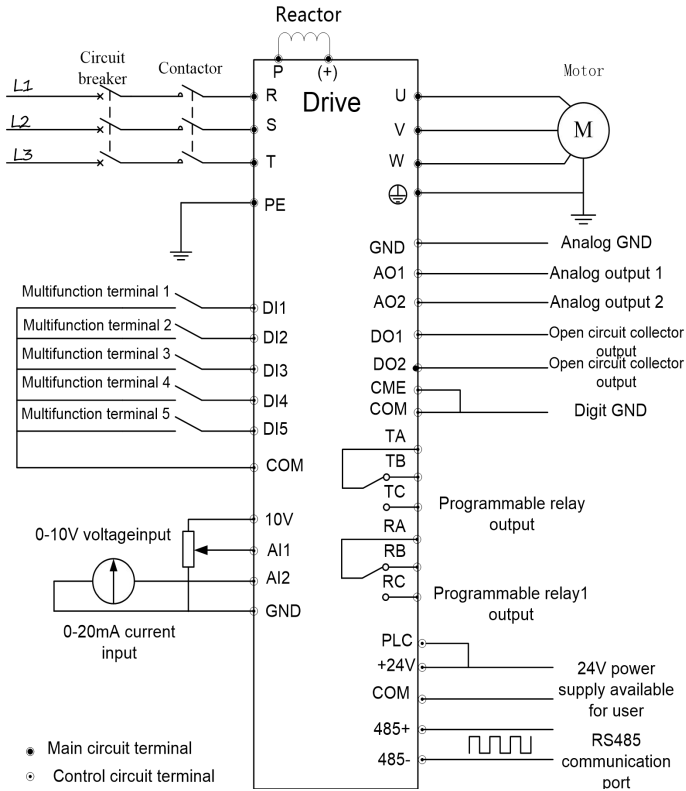 Reactor
P (+)
Circuit
breaker
Contactor
Motor
L1
L2
L3
R
S
T
Drive
U
V
W
M
PE
GND
Analog GND
AO1
Analog output 1
AO2
Analog output 2
DO1
Open circuit collector
output
DO2
Open circuit collector
output
CME
COM
Digit GND
Multifunction terminal 1
DI1
Multifunction terminal 2
DI2
Multifunction terminal 3
DI3
Multifunction terminal 4
DI4
Multifunction terminal 5
DI5
COM
TA
TB
TC
Programmable relay
output
RA
RB
RC
Programmable relay1
output
10V
0-10V voltageinput
AI1
AI2
GND
0-20mA current
input
PLC
+24V
COM
24V power
supply available
for user
485+
485-
RS485
communication
port
Main circuit terminal
Control circuit terminal